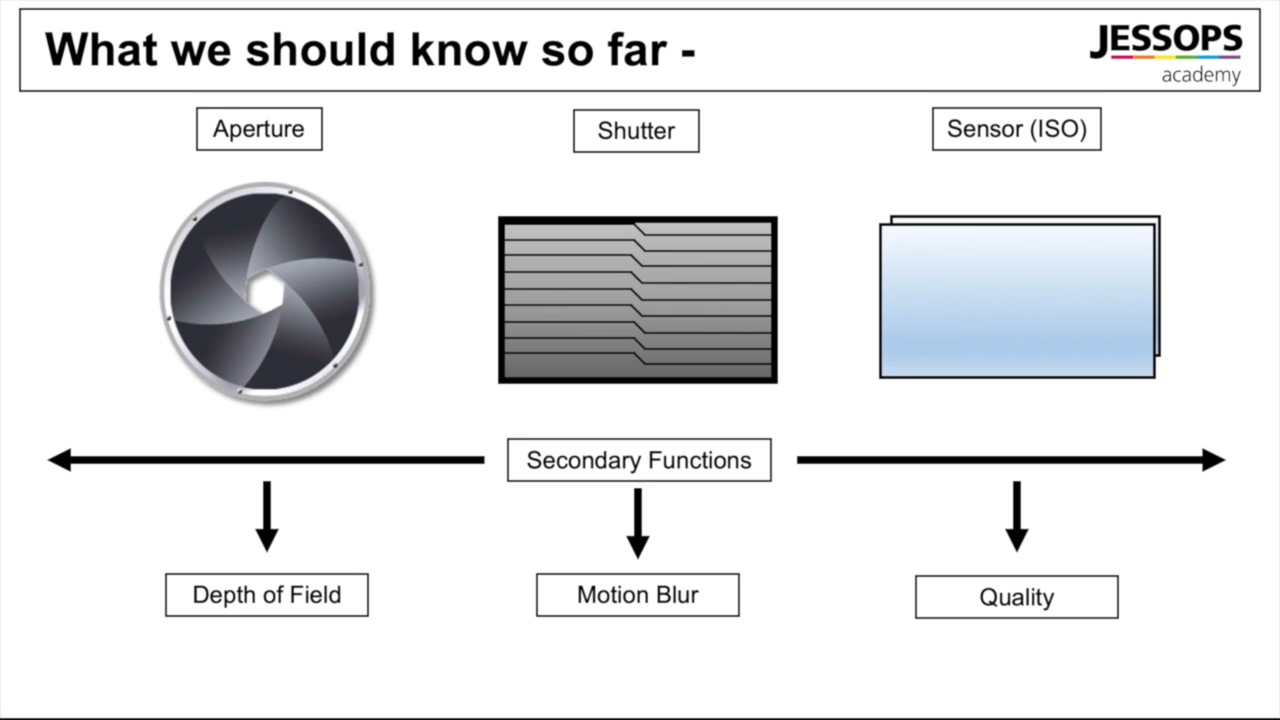 What we should know so far -
JESSOPS
academy
Aperture
Shutter
Sensor (ISO)
Secondary Functions
Depth of Field
Motion Blur
Quality